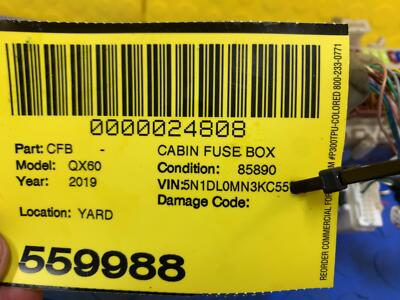 0000024808
Part: CFB - CABIN FUSE BOX
Model: QX60 Condition: 85890
Year: 2019 VIN:5N1DL0MN3KC55
Damage Code:
Location: YARD
559988
REORDER COMMERCIAL FOR M #P300TPU-COLORED 800-233-0771